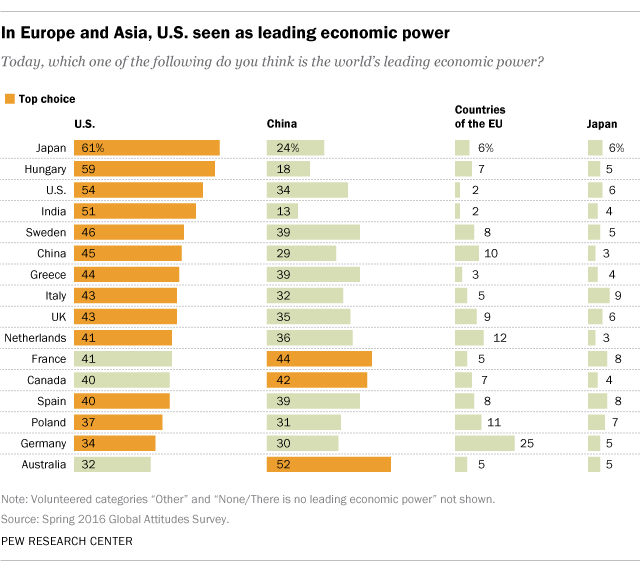 In Europe and Asia, U.S. seen as leading economic power
Today, which one of the following do you think is the world's leading economic power?
Top choice
U.S. China Countries of the EU Japan
Japan 61% 24% 6% 6%
Hungary 59 18 7 5
U.S. 54 34 2 6
India 51 13 2 4
Sweden 46 39 8 5
China 45 29 10 3
Greece 44 39 3 4
Italy 43 32 5 9
UK 43 35 9 6
Netherlands 41 36 12 3
France 41 44 5 8
Canada 40 42 7 4
Spain 40 39 8 8
Poland 37 31 11 7
Germany 34 30 25 5
Australia 32 52 5 5
Note: Volunteered categories “Other” and “None/There is no leading economic power” not shown.
Source: Spring 2016 Global Attitudes Survey.
PEW RESEARCH CENTER